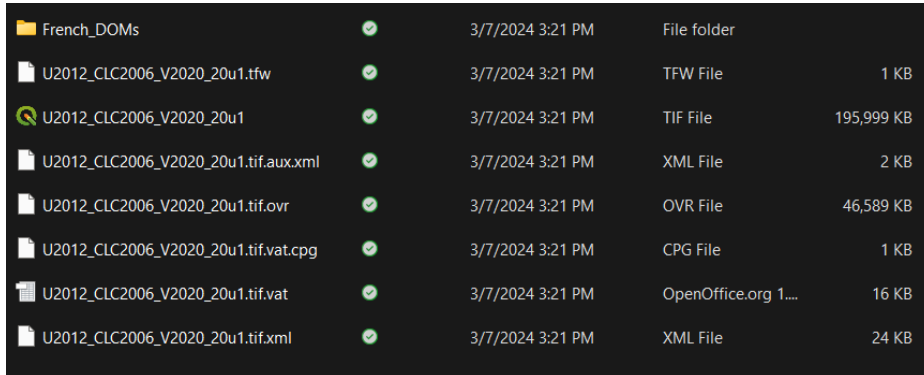 French_DOMs 3/7/2024 3:21 PM File folder
U2012_CLC2006_V2020_20u1.tfw 3/7/2024 3:21 PM TFW File 1 KB
U2012_CLC2006_V2020_20u1 3/7/2024 3:21 PM TIF File 195,999 KB
U2012_CLC2006_V2020_20u1.tif.aux.xml 3/7/2024 3:21 PM XML File 2 KB
U2012_CLC2006_V2020_20u1.tif.ovr 3/7/2024 3:21 PM OVR File 46,589 KB
U2012_CLC2006_V2020_20u1.tif.vat.cpg 3/7/2024 3:21 PM CPG File 1 KB
U2012_CLC2006_V2020_20u1.tif.vat 3/7/2024 3:21 PM OpenOffice.org 1.... 16 KB
U2012_CLC2006_V2020_20u1.tif.xml 3/7/2024 3:21 PM XML File 24 KB